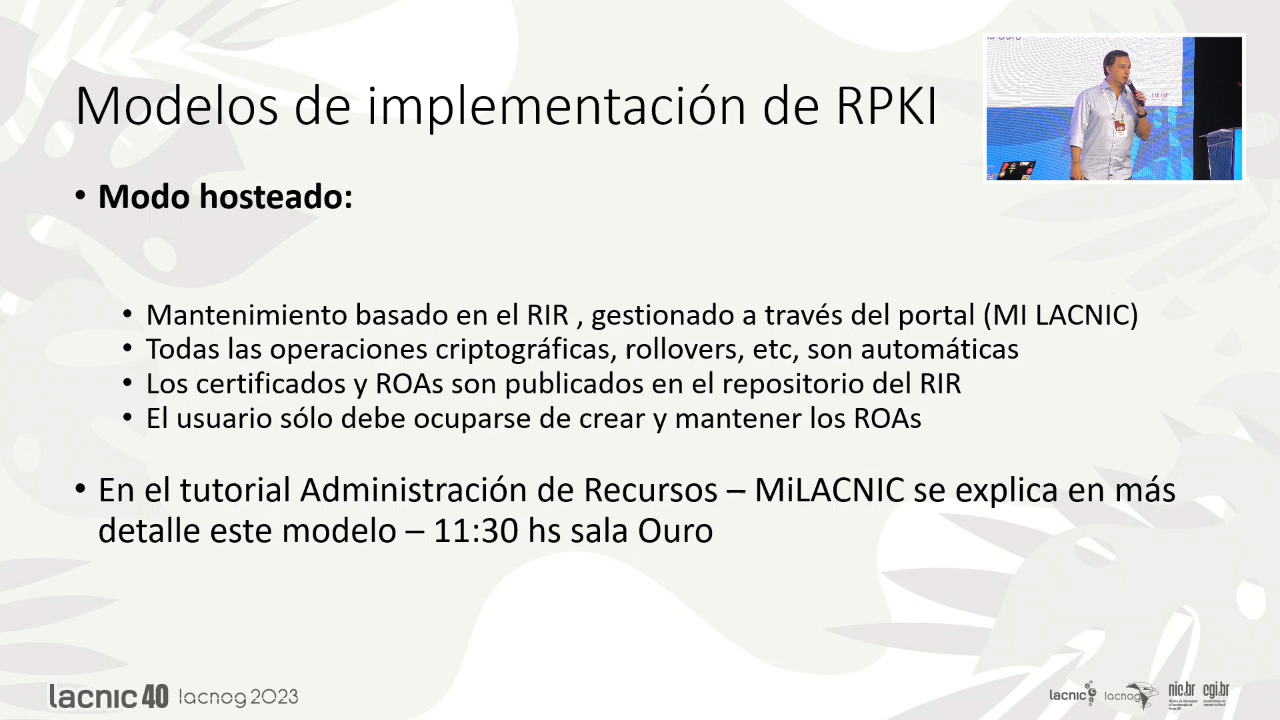 Modelos de implementación de RPKI
• Modo hosteado:
• Mantenimiento basado en el RIR , gestionado a través del portal (MI LACNIC)
• Todas las operaciones criptográficas, rollovers, etc, son automáticas
• Los certificados y ROAs son publicados en el repositorio del RIR
• El usuario sólo debe ocuparse de crear y mantener los ROAs
• En el tutorial Administración de Recursos – MiLACNIC se explica en más
detalle este modelo – 11:30 hs sala Ouro
lacnic 40 lacnog 2023
lacnic lacnog nic.br cgi.br